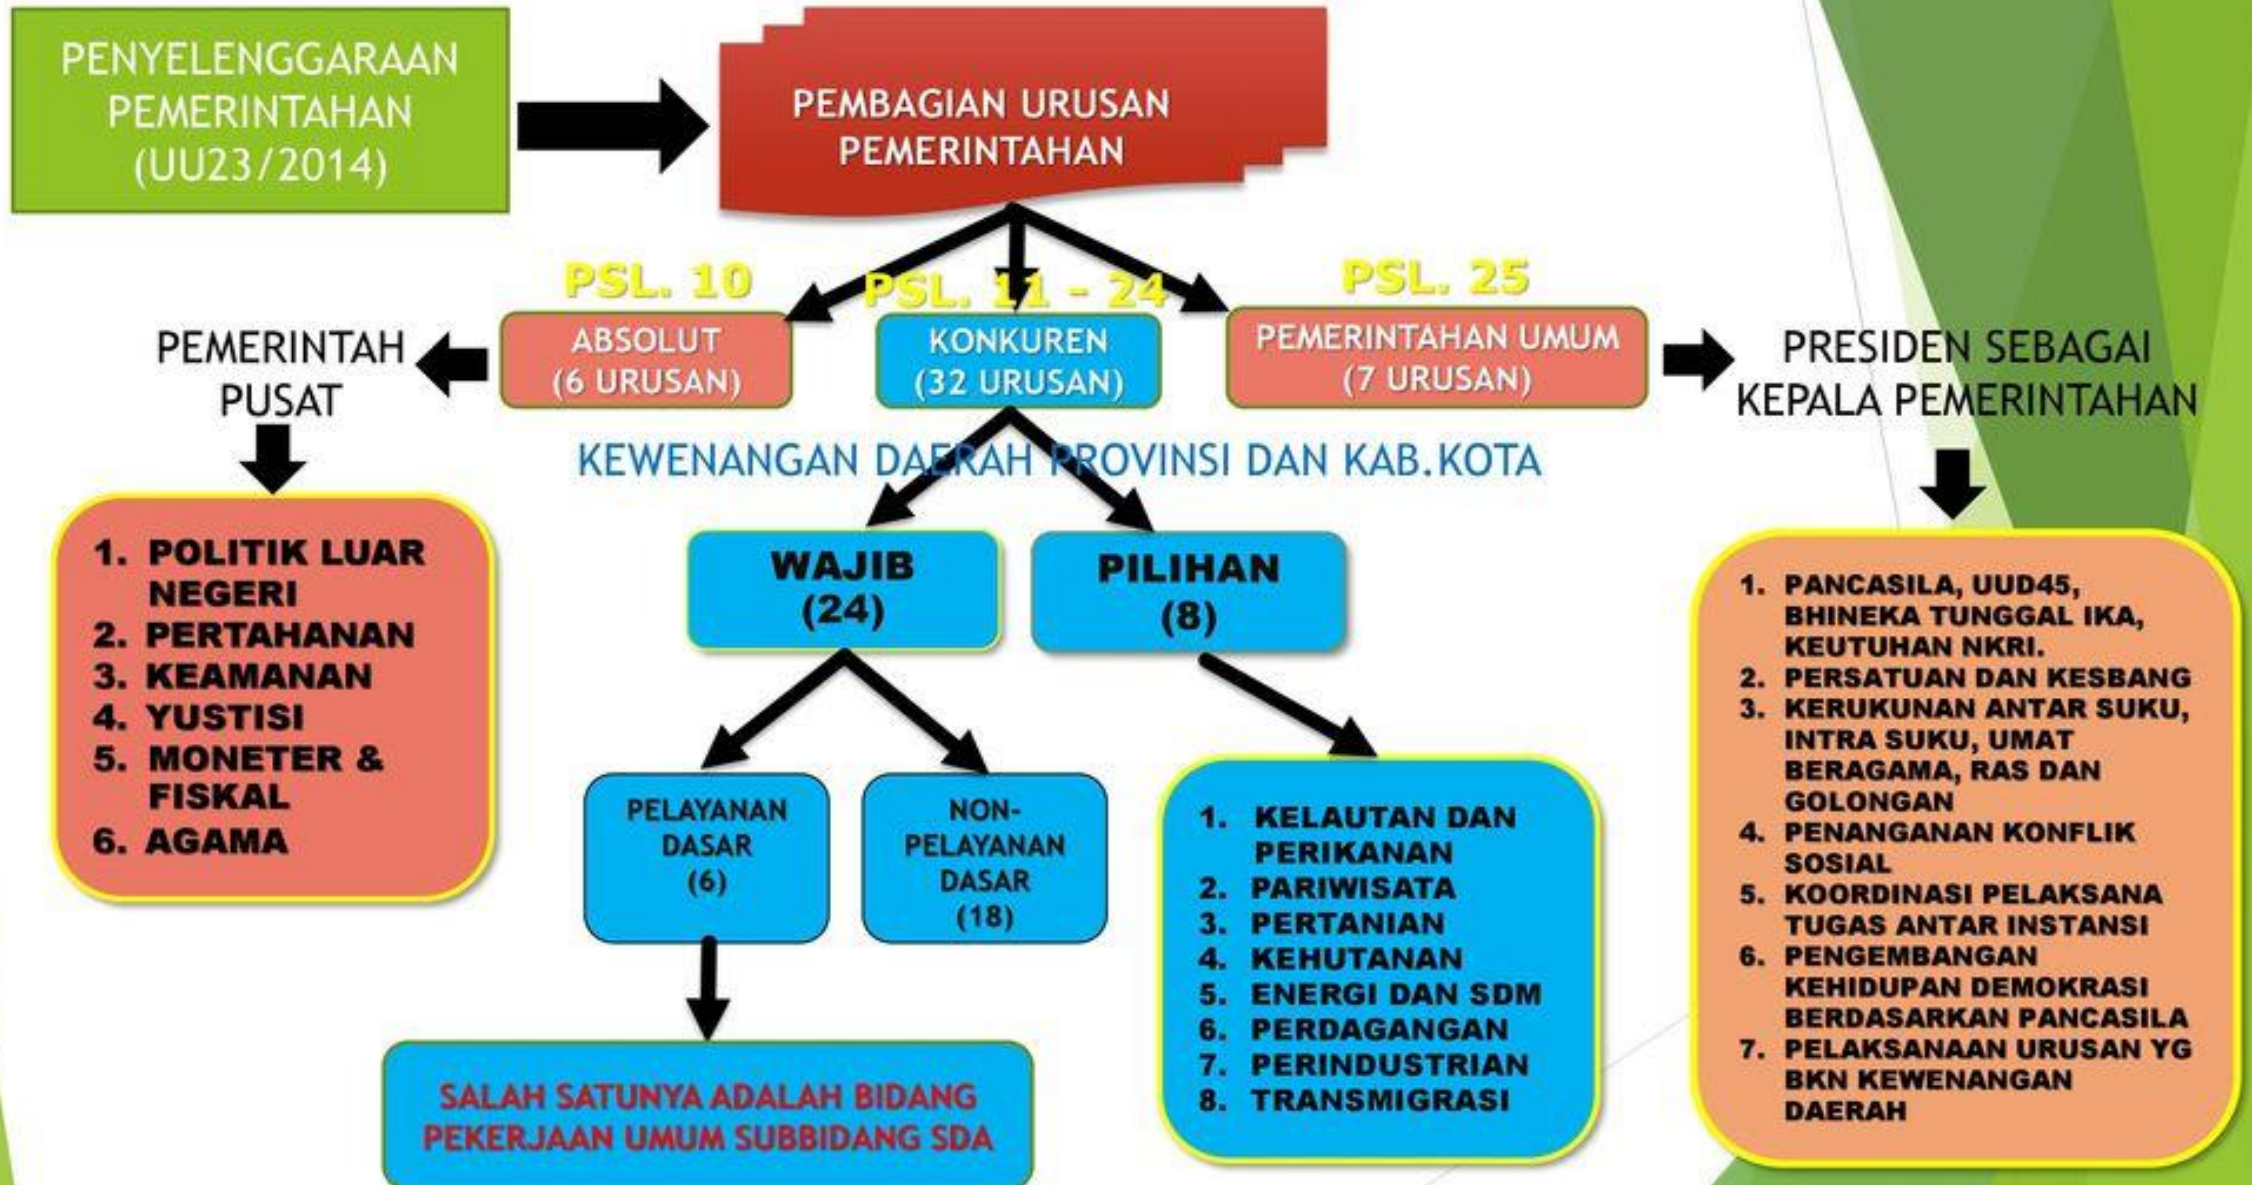 PENYELENGGARAAN
PEMERINTAHAN
(UU23/2014)
PEMBAGIAN URUSAN
PEMERINTAHAN
PSL. 10
PSL. 11 - 24
PSL. 25
PEMERINTAH
PUSAT
ABSOLUT
(6 URUSAN)
KONKUREN
(32 URUSAN)
PEMERINTAHAN UMUM
(7 URUSAN)
PRESIDEN SEBAGAI
KEPALA PEMERINTAHAN
KEWENANGAN DAERAH PROVINSI DAN KAB.KOTA
1. POLITIK LUAR
NEGERI
2. PERTAHANAN
3. KEAMANAN
4. YUSTISI
5. MONETER &
FISKAL
6. AGAMA
WAJIB
(24)
PILIHAN
(8)
PELAYANAN
DASAR
(6)
NON-
PELAYANAN
DASAR
(18)
SALAH SATUNYA ADALAH BIDANG
PEKERJAAN UMUM SUBBIDANG SDA
1. KELAUTAN DAN
PERIKANAN
2. PARIWISATA
3. PERTANIAN
4. KEHUTANAN
5. ENERGI DAN SDM
6. PERDAGANGAN
7. PERINDUSTRIAN
8. TRANSMIGRASI
1. PANCASILA, UUD45,
BHINEKA TUNGGAL IKA,
KEUTUHAN NKRI.
2. PERSATUAN DAN KESBANG
3. KERUKUNAN ANTAR SUKU,
INTRA SUKU, UMAT
BERAGAMA, RAS DAN
GOLONGAN
4. PENANGANAN KONFLIK
SOSIAL
5. KOORDINASI PELAKSANA
TUGAS ANTAR INSTANSI
6. PENGEMBANGAN
KEHIDUPAN DEMOKRASI
BERDASARKAN PANCASILA
7. PELAKSANAAN URUSAN YG
BKN KEWENANGAN
DAERAH